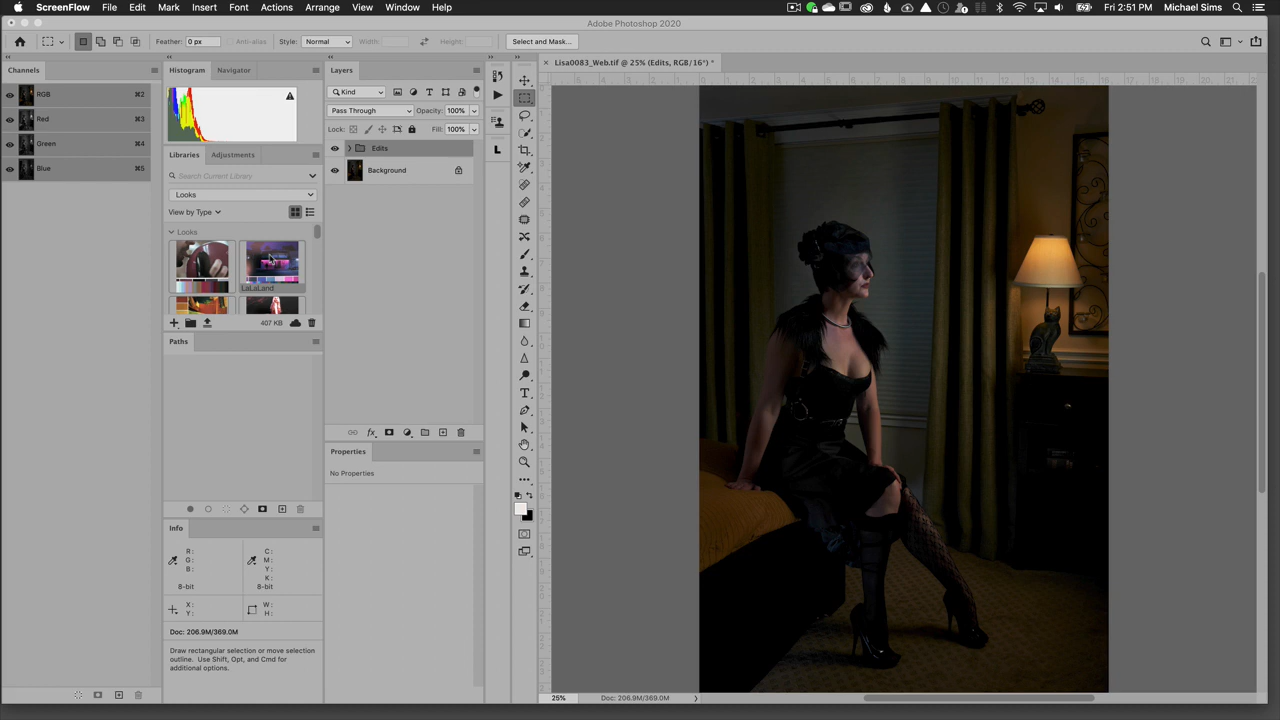 ScreenFlow File Edit Mark Insert Font Actions Arrange View Window Help
Fri 2:51 PM Michael Sims
Adobe Photoshop 2020
Feather: 0 px Anti-alias Style: Normal Width: Height: Select and Mask...
Channels
RGB ⌘2
Red ⌘3
Green ⌘4
Blue ⌘5
Histogram Navigator
Libraries Adjustments
Search Current Library
Looks
View by Type
Looks
LaLaLand
407 KB
Paths
Info
R: C:
G: M:
B: Y:
K:
8-bit 8-bit
X: W:
Y: H:
Doc: 206.9M/369.0M
Draw rectangular selection or move selection
outline. Use Shift, Opt, and Cmd for
additional options.
Layers
Kind
Pass Through Opacity: 100%
Lock: Fill: 100%
Edits
Background
fx
Properties
No Properties
L
T
Lisa0083_Web.tif @ 25% (Edits, RGB/16*) *
25% Doc: 206.9M/369.0M